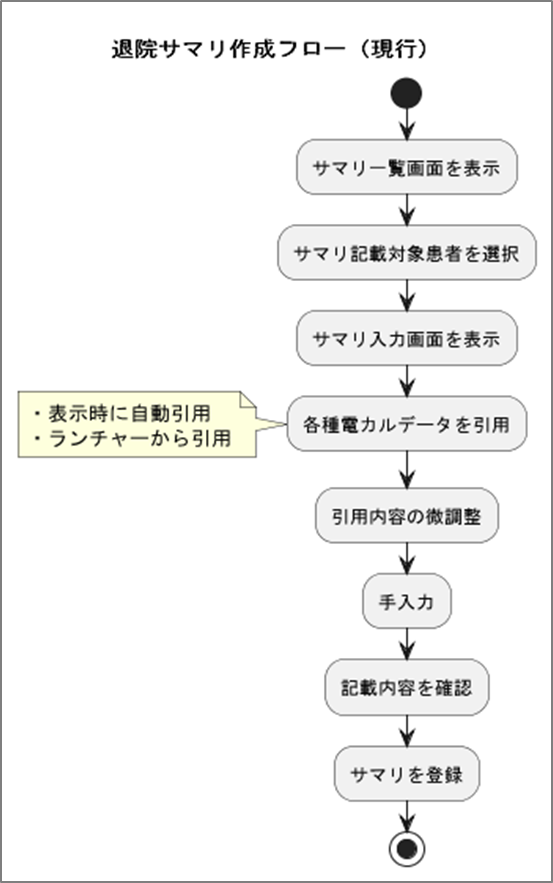 退院サマリ作成フロー（現行）
サマリ一覧画面を表示
サマリ記載対象患者を選択
サマリ入力画面を表示
・表示時に自動引用
・ランチャーから引用
各種電カルデータを引用
引用内容の微調整
手入力
記載内容を確認
サマリを登録